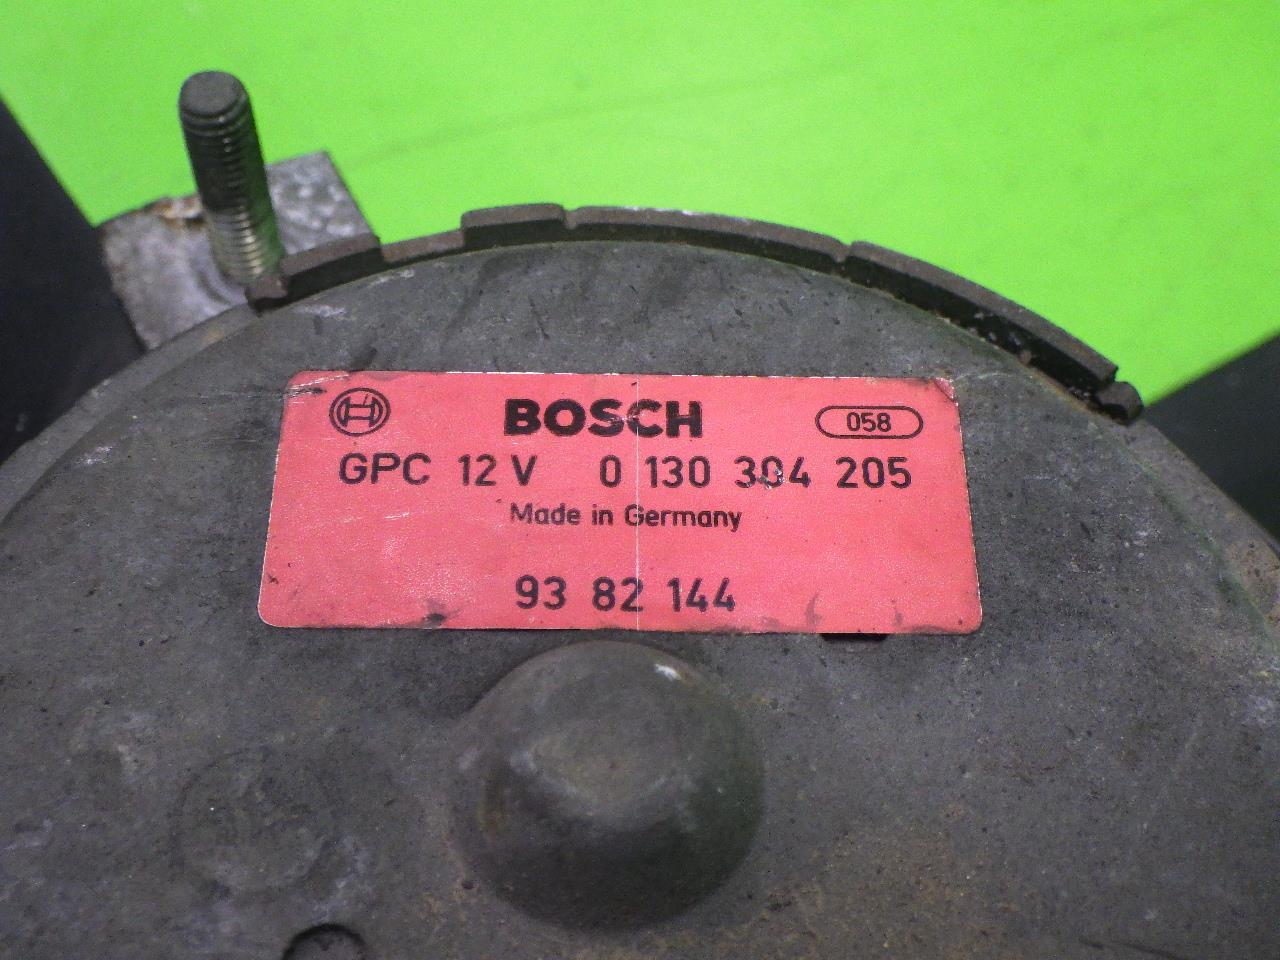 BOSCH 058
GPC 12 V 0 130 304 205
Made in Germany
93 82 144